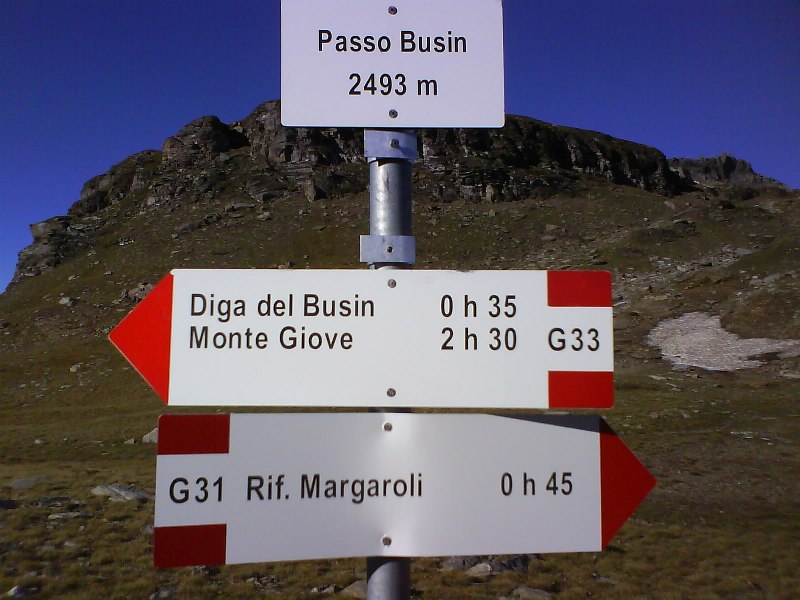 Passo Busin
2493 m
Diga del Busin 0 h 35
Monte Giove 2 h 30 G33
G31 Rif. Margaroli 0 h 45